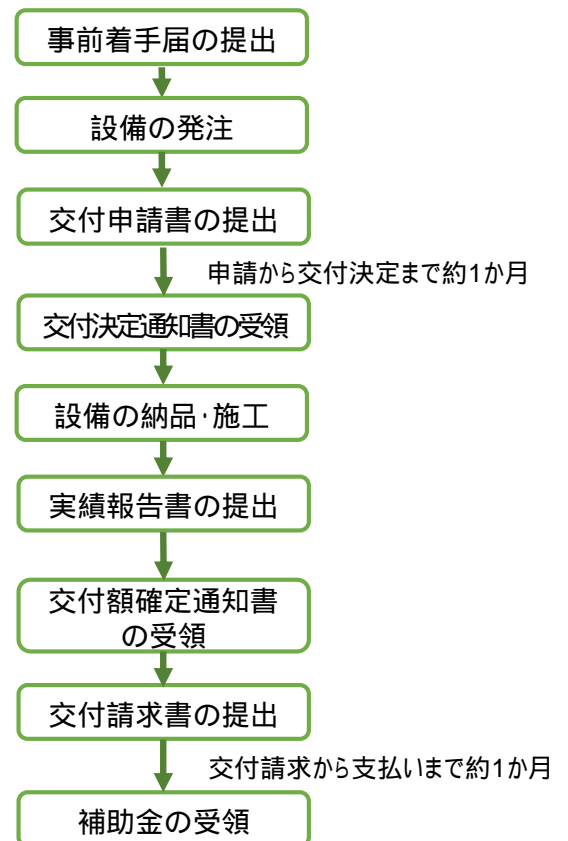 事前着手届の提出
設備の発注
交付申請書の提出
申請から交付決定まで約1か月
交付決定通知書の受領
設備の納品・施工
実績報告書の提出
交付額確定通知書
の受領
交付請求書の提出
交付請求から支払いまで約1か月
補助金の受領